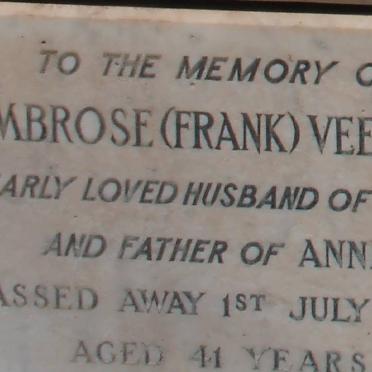 TO THE MEMORY O
MBROSE (FRANK) VEE
EARLY LOVED HUSBAND OF
AND FATHER OF ANN
ASSED AWAY 1ST JULY
AGED 41 YEARS